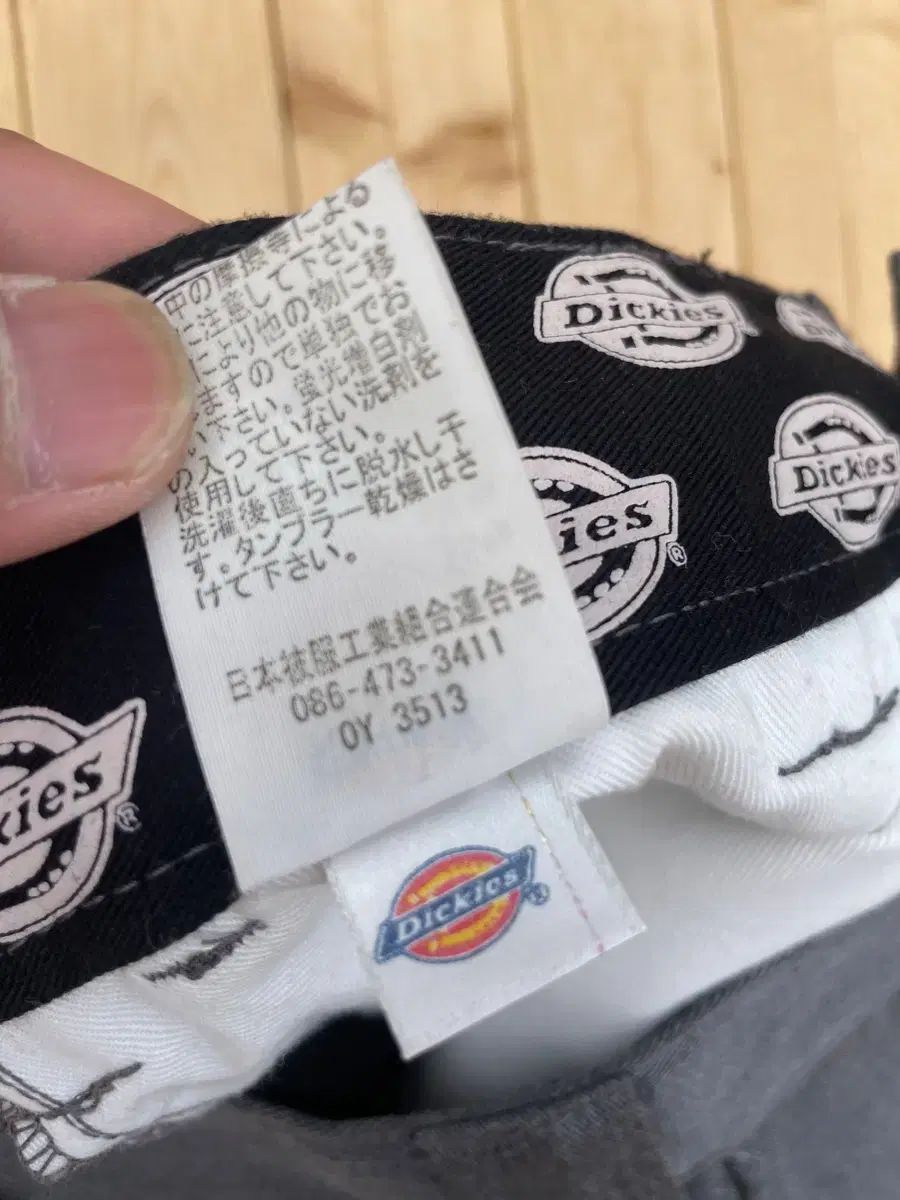 中の摩擦等による
に注意して下さい。
により他の物に移
ますので単独でお
い下さい。蛍光増白剤
の入っていない洗剤を
使用して下さい。
洗濯後直ちに脱水し干
す。タンブラー乾燥はさ
けて下さい。
日本被服工業組合連合会
086-473-3411
OY 3513
Dickies
Dickies
ies®
kies®
Dickies®